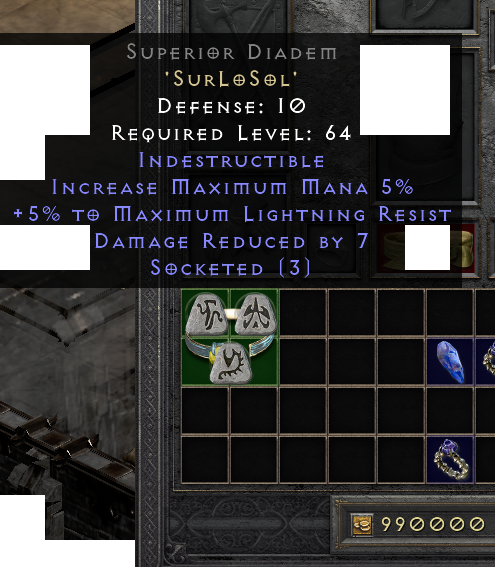 Superior Diadem
'SurLoSol'
Defense: 10
Required Level: 64
Indestructible
Increase Maximum Mana 5%
+5% to Maximum Lightning Resist
Damage Reduced by 7
Socketed (3)
990000